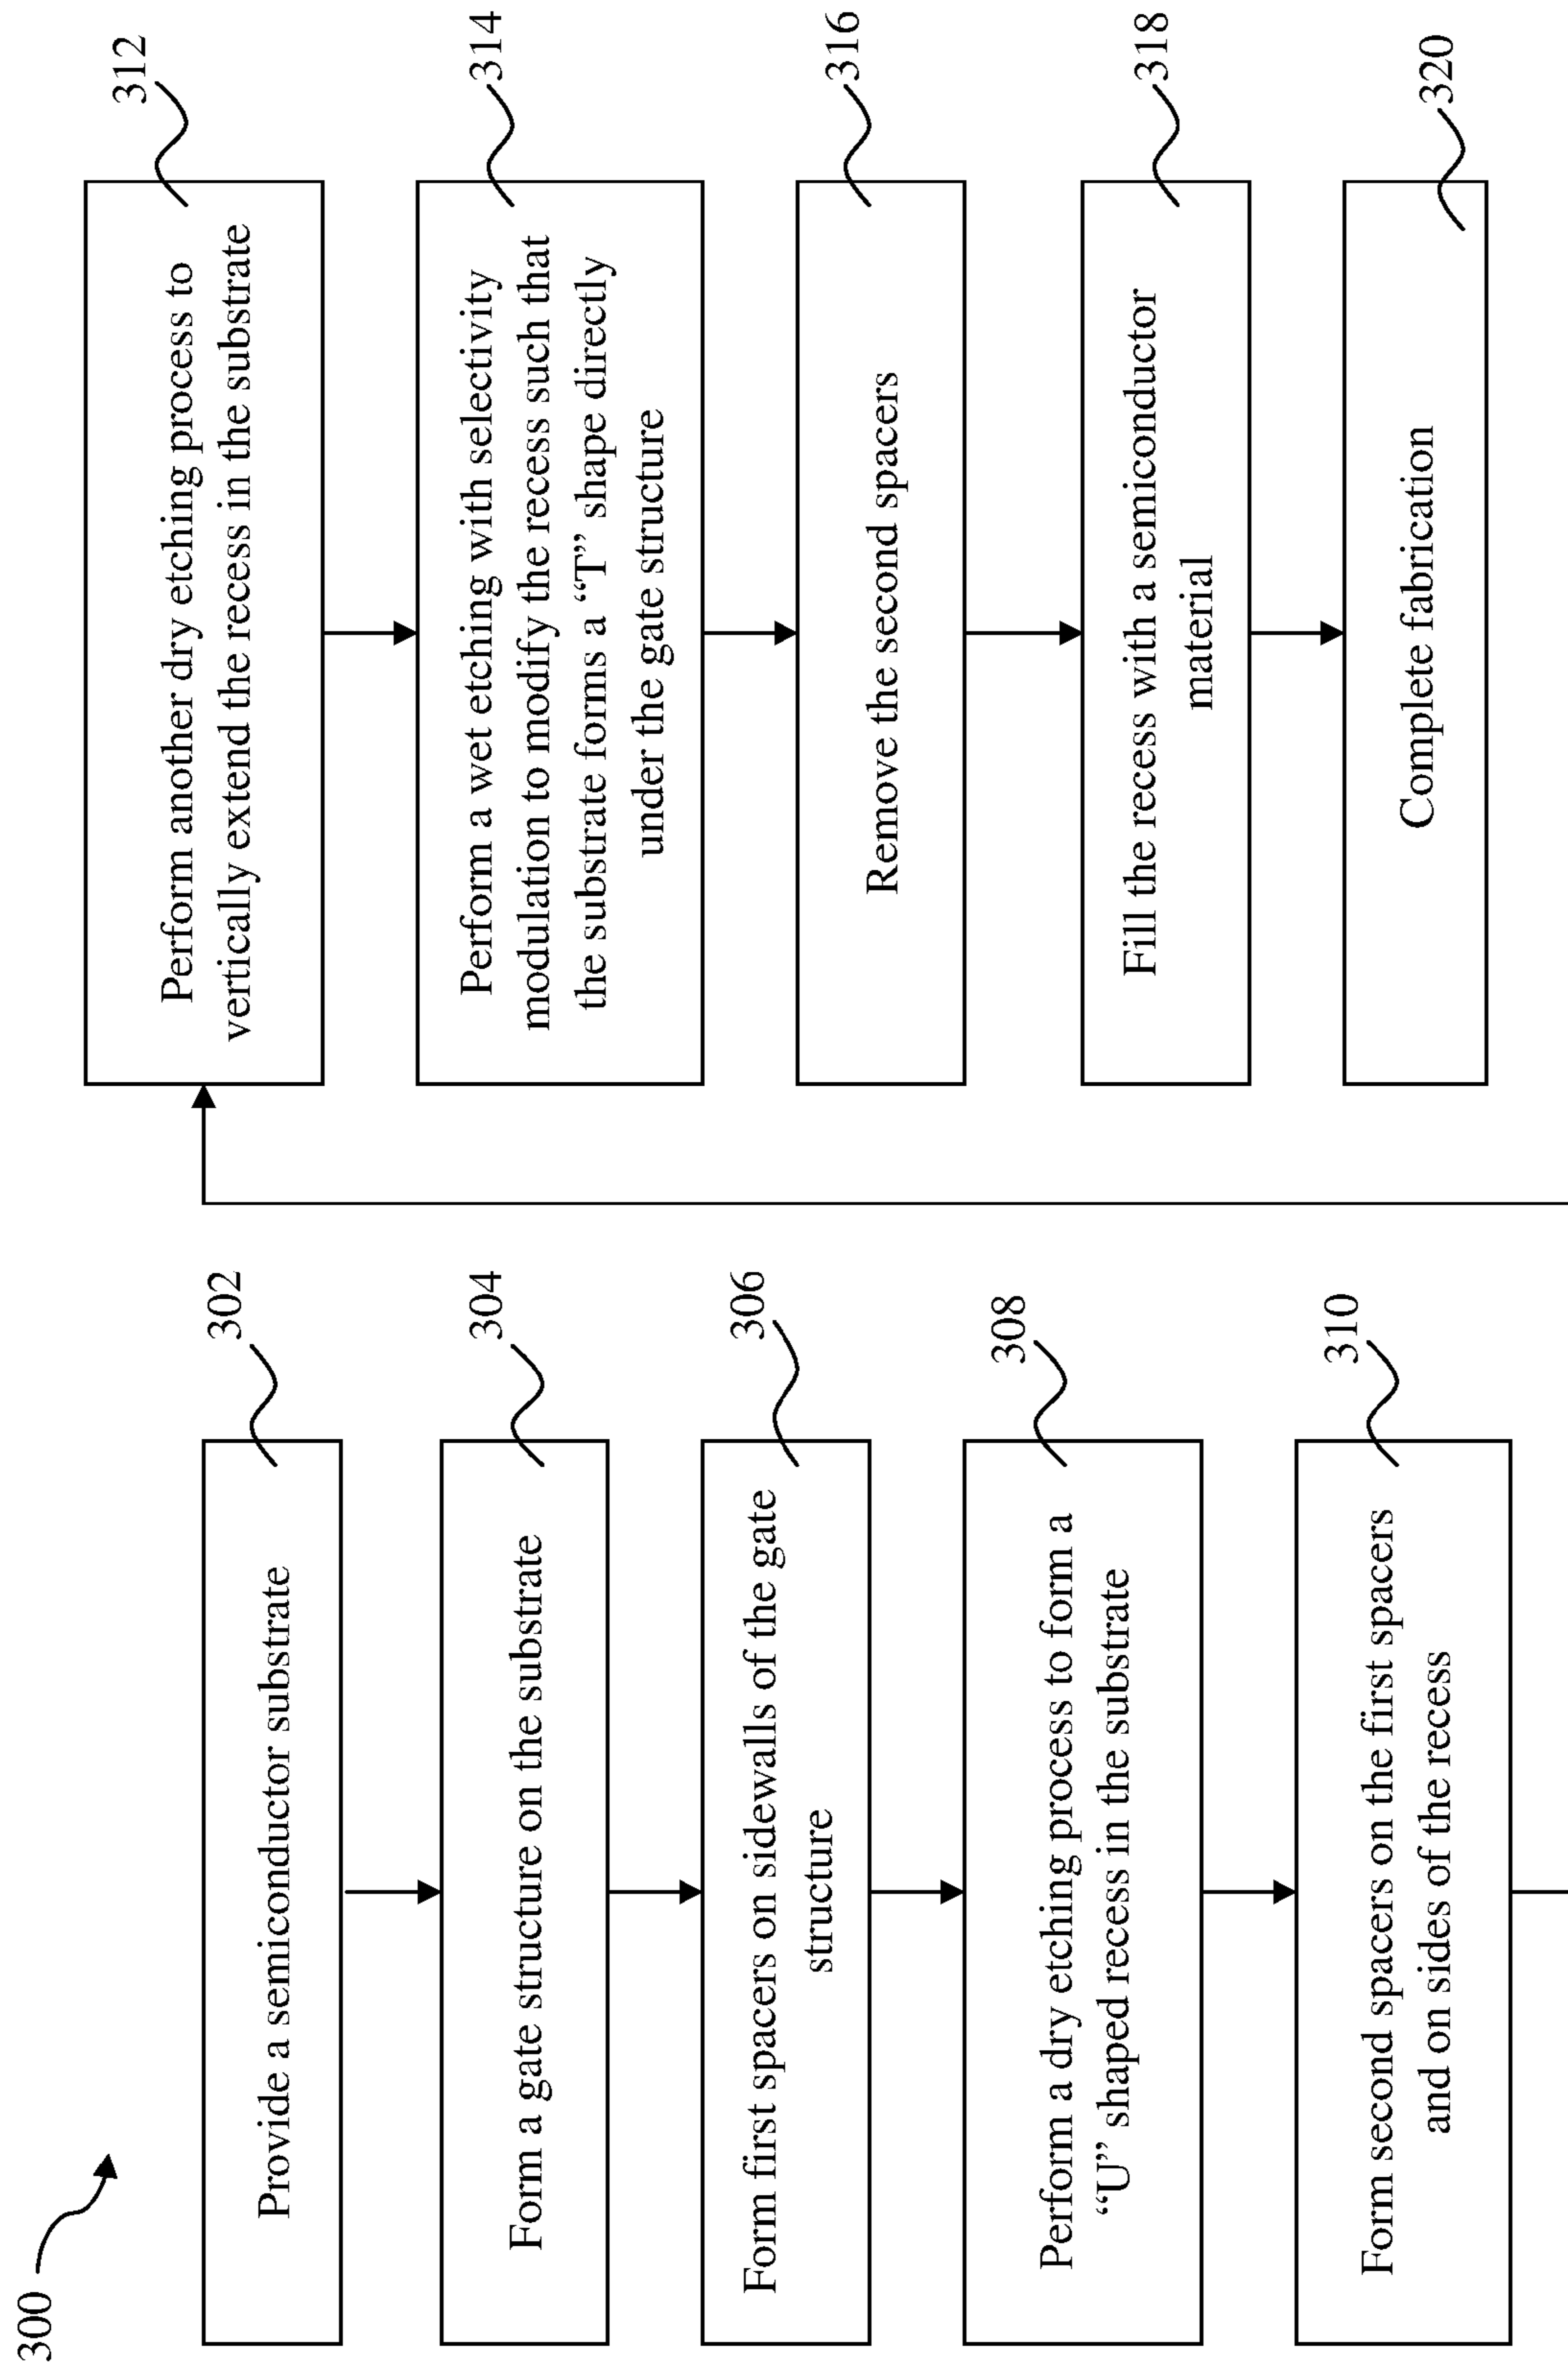 300
302
Provide a semiconductor substrate
304
Form a gate structure on the substrate
306
Form first spacers on sidewalls of the gate
structure
308
Perform a dry etching process to form a
“U” shaped recess in the substrate
310
Form second spacers on the first spacers
and on sides of the recess
312
Perform another dry etching process to
vertically extend the recess in the substrate
314
Perform a wet etching with selectivity
modulation to modify the recess such that
the substrate forms a “T” shape directly
under the gate structure
316
Remove the second spacers
318
Fill the recess with a semiconductor
material
320
Complete fabrication